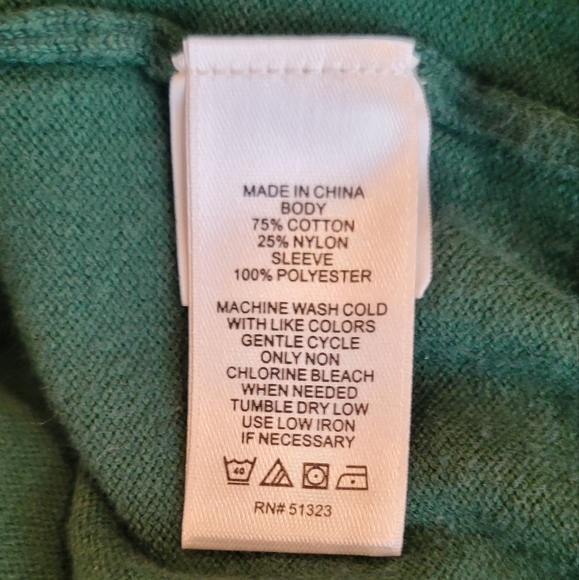 MADE IN CHINA
BODY
75% COTTON
25% NYLON
SLEEVE
100% POLYESTER
MACHINE WASH COLD
WITH LIKE COLORS
GENTLE CYCLE
ONLY NON
CHLORINE BLEACH
WHEN NEEDED
TUMBLE DRY LOW
USE LOW IRON
IF NECESSARY
40
RN# 51323